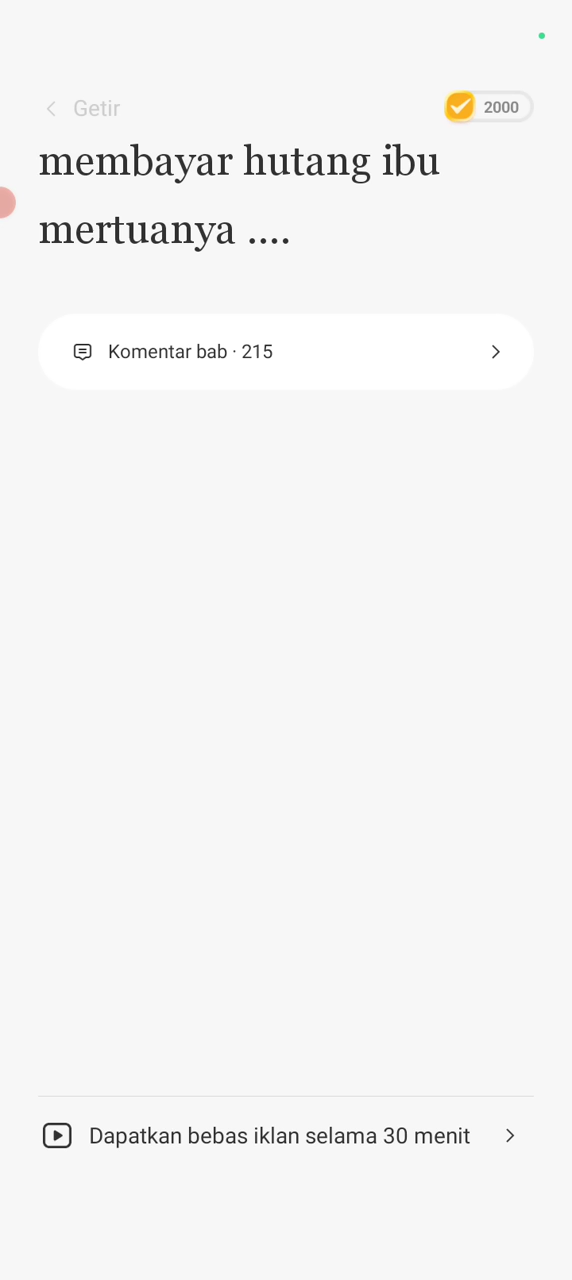 Getir
2000
membayar hutang ibu
mertuanya ....
Komentar bab · 215
Dapatkan bebas iklan selama 30 menit